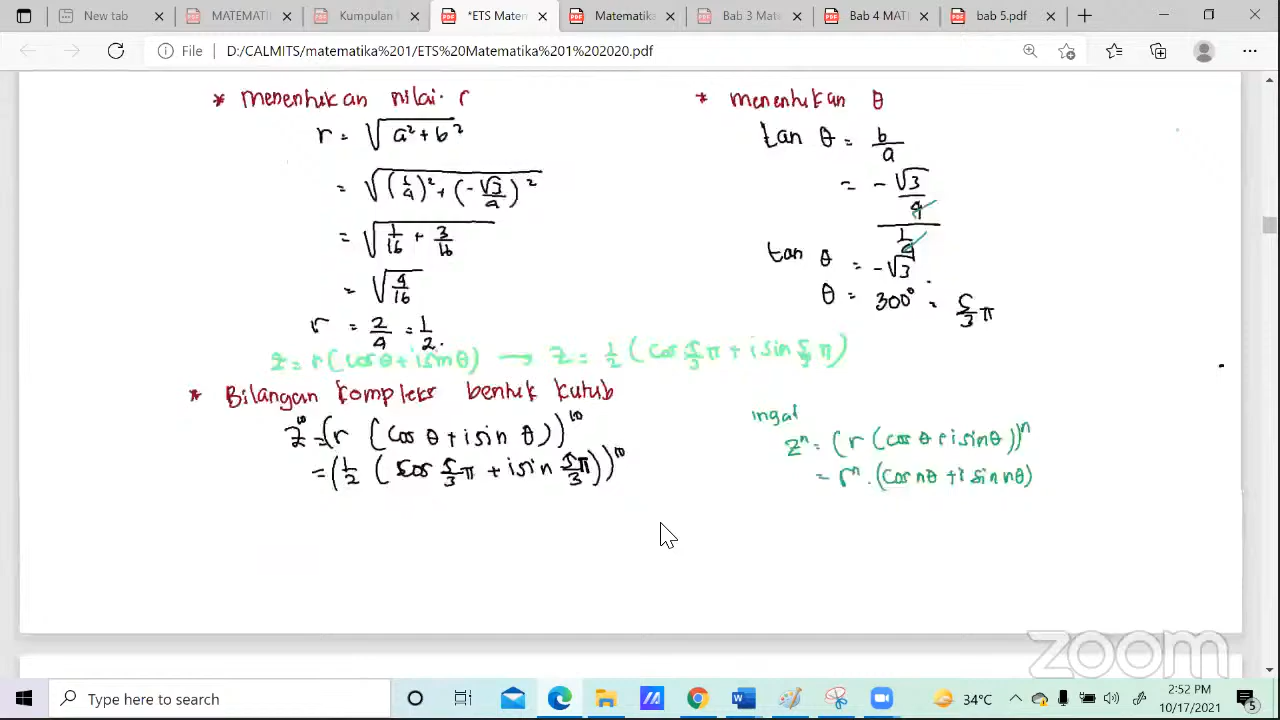 New tab
MATEMATI
Kumpulan
*ETS Matem
Matematika
Bab 3 Mate
Bab 4 MATI
bab 5.pdf
File
D:/CALMITS/matematika%201/ETS%20Matematika%201%202020.pdf
* menentukan nilai r
r = √(a² + b²)
= √((1/4)² + (-√3/4)²)
= √(1/16 + 3/16)
= √(4/16)
r = 2/4 = 1/2.
* menentukan θ
tan θ = b/a
= -√3/4 / 1/4
tan θ = -√3
θ = 300° = 5/3 π
z = r(cos θ + i sin θ) → z = 1/2 (cos 5/3 π + i sin 5/3 π)
* Bilangan kompleks bentuk kutub
z¹⁰ = (r (cos θ + i sin θ))¹⁰
= (1/2 (cos 5/3 π + i sin 5/3 π))¹⁰
ingat
zⁿ = (r (cos θ + i sin θ))ⁿ
= rⁿ . (cos nθ + i sin nθ)
zoom
Type here to search
34°C
2:52 PM
10/17/2021
5